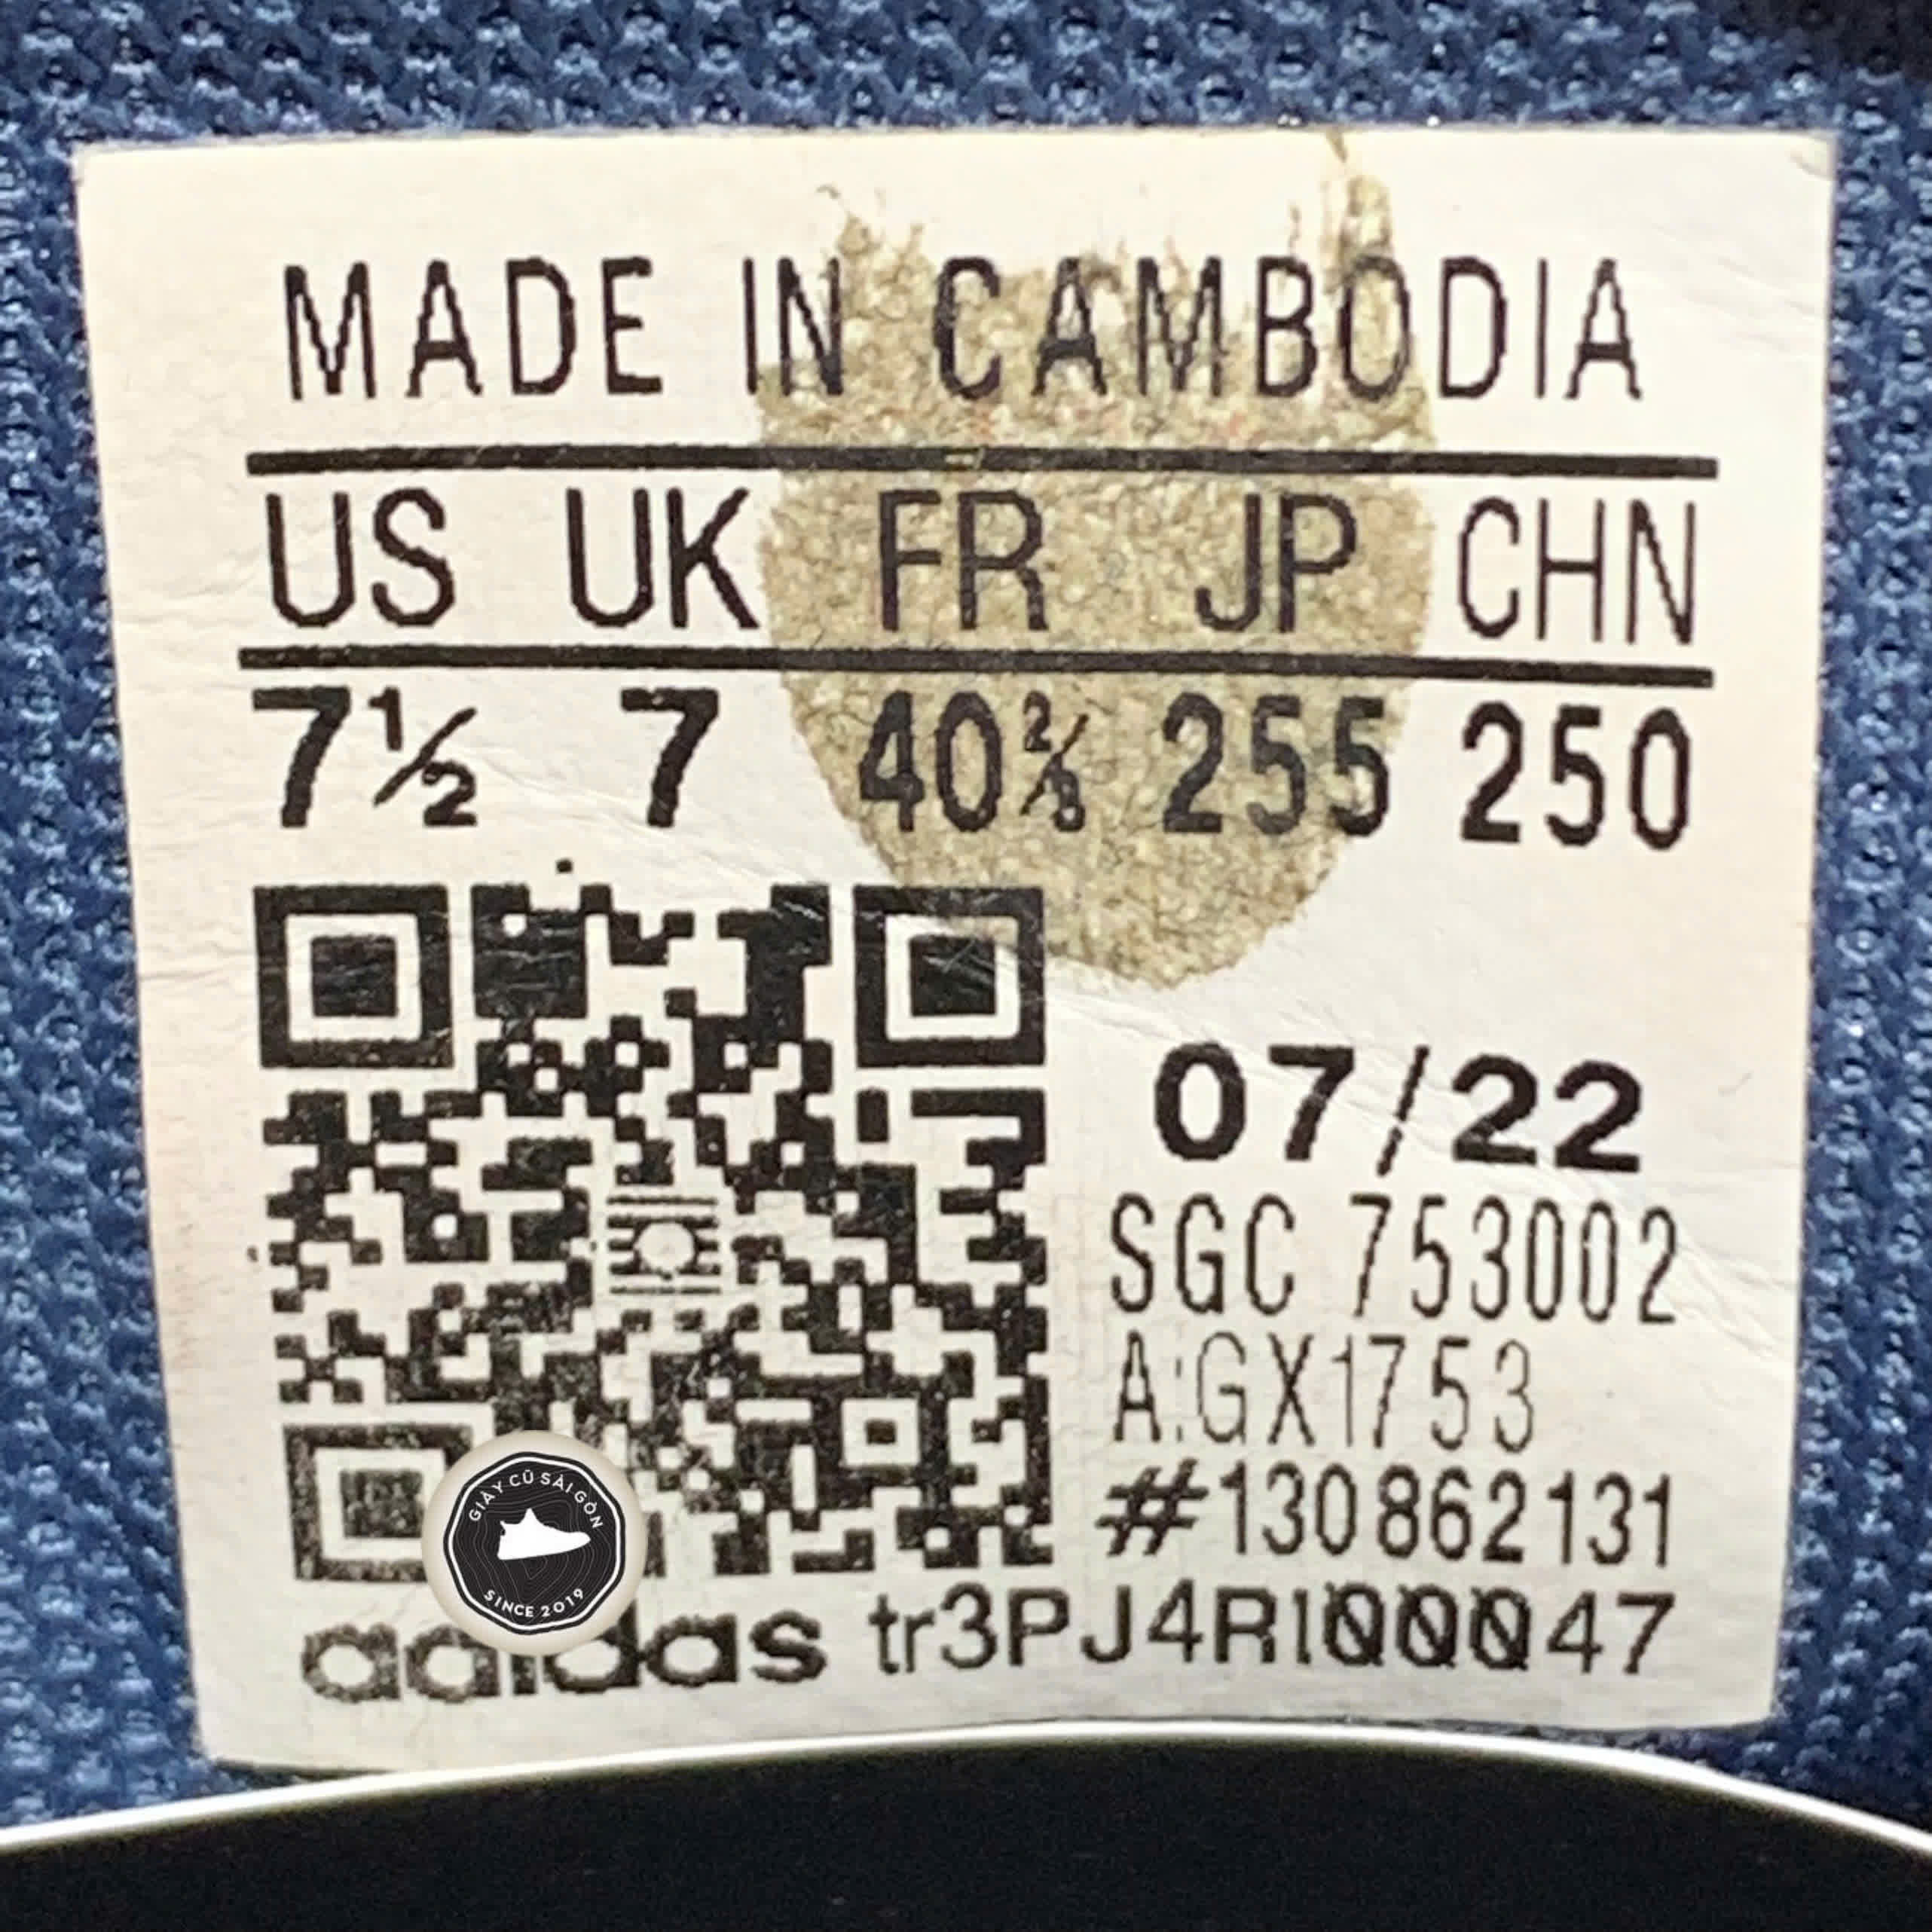 MADE IN CAMBODIA
US UK FR JP CHN
7½ 7 40⅔ 255 250
07/22
SGC 753002
A:GX1753
#130862131
GIÀY CŨ SÀI GÒN
SINCE 2019
adidas tr3PJ4RI00047